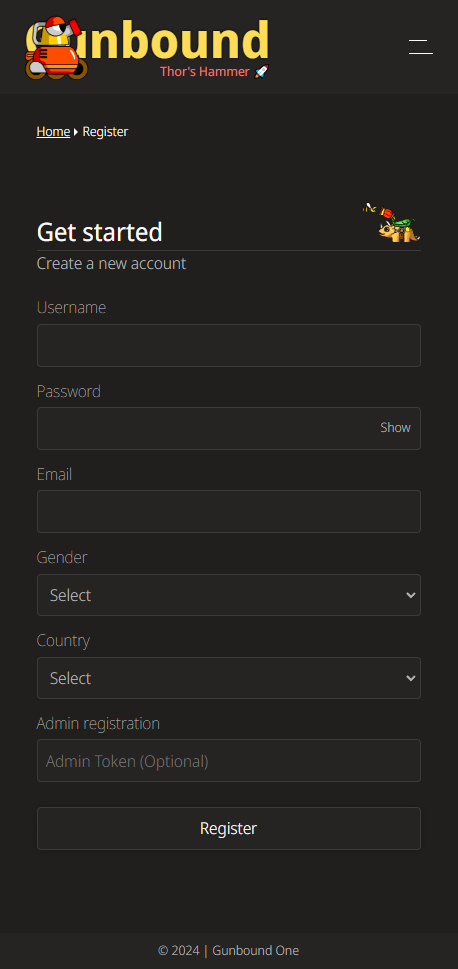 Gunbound
Thor's Hammer
Home Register
Get started
Create a new account
Username
Password
Show
Email
Gender
Select
Country
Select
Admin registration
Admin Token (Optional)
Register
© 2024 | Gunbound One